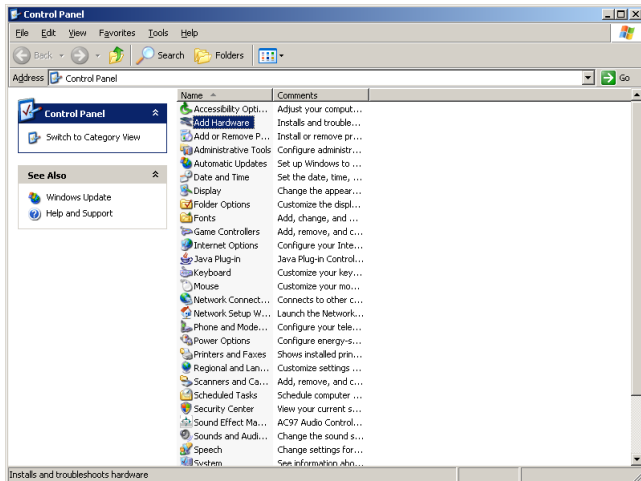 Control Panel
File Edit View Favorites Tools Help
Back Search Folders
Address Control Panel Go
Control Panel
Switch to Category View
See Also
Windows Update
Help and Support
Name Comments
Accessibility Opti... Adjust your comput...
Add Hardware Installs and trouble...
Add or Remove P... Install or remove pr...
Administrative Tools Configure administr...
Automatic Updates Set up Windows to ...
Date and Time Set the date, time, ...
Display Change the appear...
Folder Options Customize the displ...
Fonts Add, change, and ...
Game Controllers Add, remove, and c...
Internet Options Configure your Inte...
Java Plug-in Java Plug-in Control...
Keyboard Customize your key...
Mouse Customize your mo...
Network Connect... Connects to other c...
Network Setup W... Launch the Network...
Phone and Mode... Configure your tele...
Power Options Configure energy-s...
Printers and Faxes Shows installed prin...
Regional and Lan... Customize settings ...
Scanners and Ca... Add, remove, and c...
Scheduled Tasks Schedule computer ...
Security Center View your current s...
Sound Effect Ma... AC97 Audio Control...
Sounds and Audi... Change the sound s...
Speech Change settings for...
System See information abo...
Installs and troubleshoots hardware